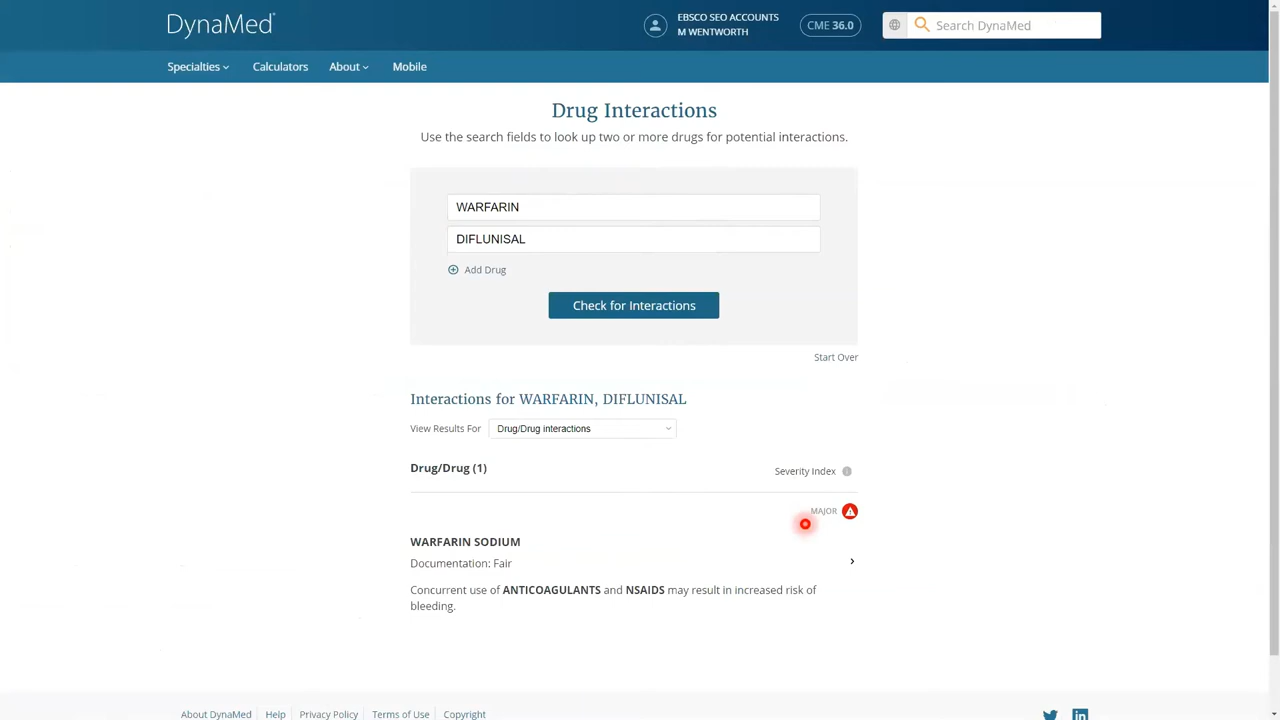 DynaMed
EBSCO SEO ACCOUNTS
M WENTWORTH
CME 36.0
Search DynaMed
Specialties
Calculators
About
Mobile
Drug Interactions
Use the search fields to look up two or more drugs for potential interactions.
WARFARIN
DIFLUNISAL
Add Drug
Check for Interactions
Start Over
Interactions for WARFARIN, DIFLUNISAL
View Results For Drug/Drug interactions
Drug/Drug (1)
Severity Index
MAJOR
WARFARIN SODIUM
Documentation: Fair
Concurrent use of ANTICOAGULANTS and NSAIDS may result in increased risk of
bleeding.
About DynaMed Help Privacy Policy Terms of Use Copyright